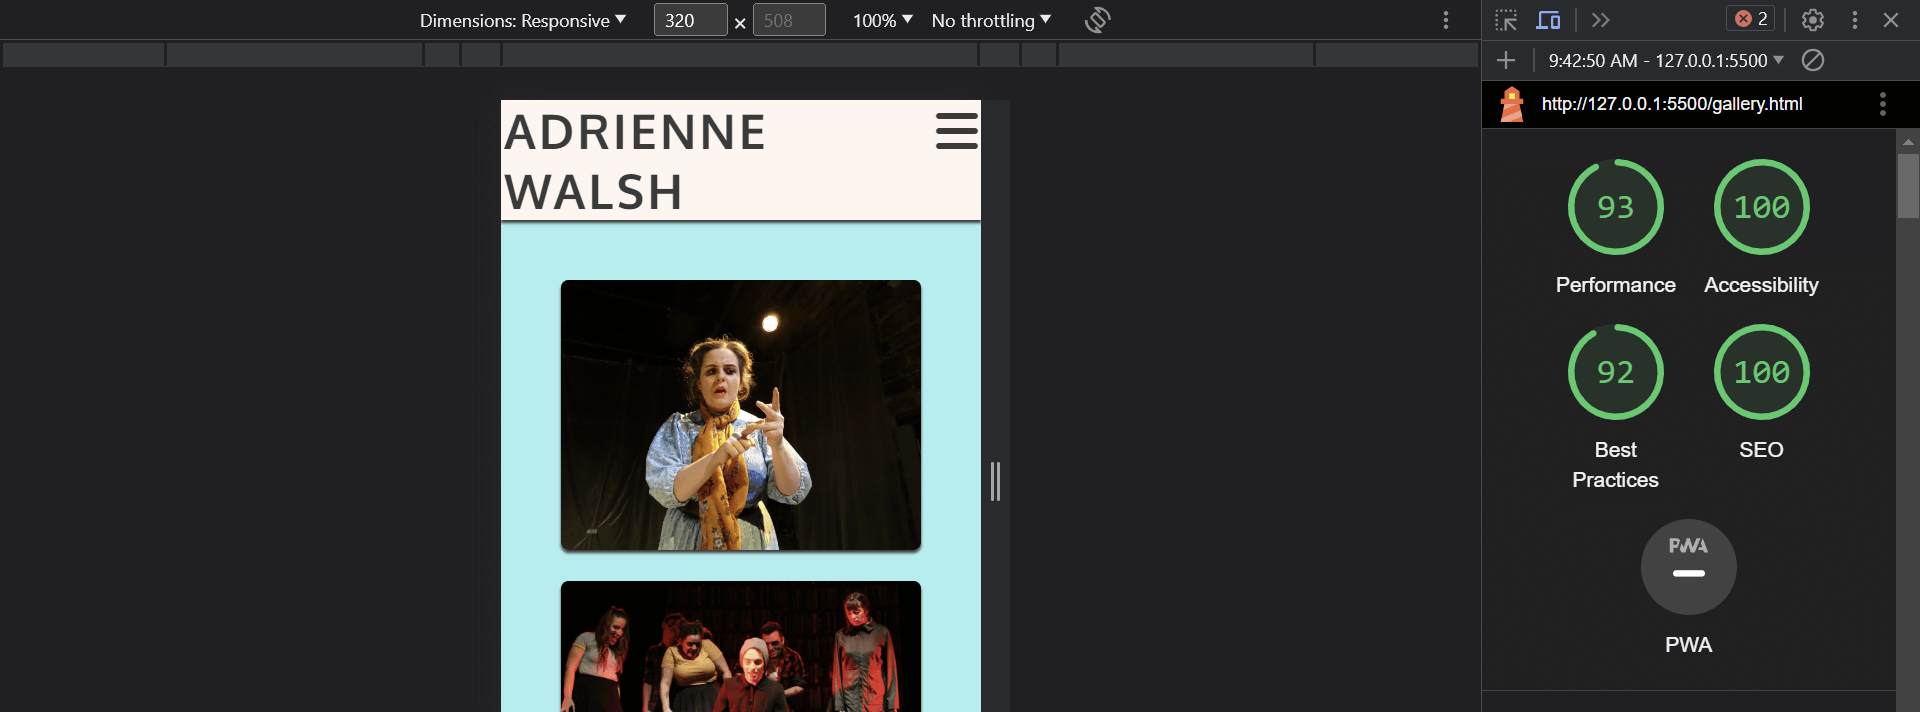 Dimensions: Responsive ▼ 320 × 508 100% ▼ No throttling ▼
2
9:42:50 AM - 127.0.0.1:5500 ▼
http://127.0.0.1:5500/gallery.html
ADRIENNE
WALSH
93 100
Performance Accessibility
92 100
Best
Practices
SEO
PWA
PWA